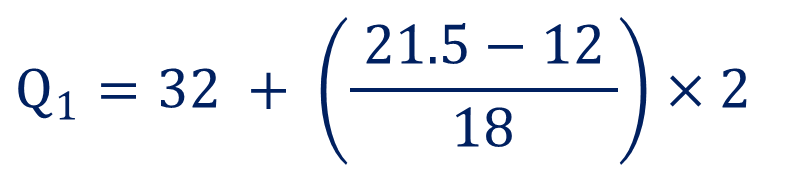 Q₁ = 32 + ( (21.5 − 12) / 18 ) × 2